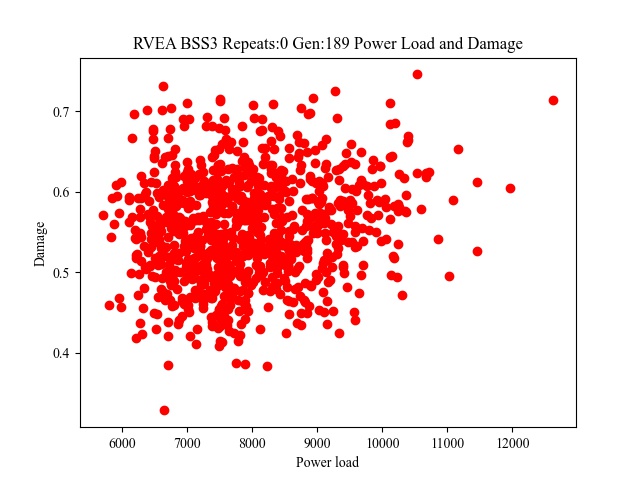 RVEA BSS3 Repeats:0 Gen:189 Power Load and Damage
0.7
0.6
0.5
0.4
Damage
6000 7000 8000 9000 10000 11000 12000
Power load